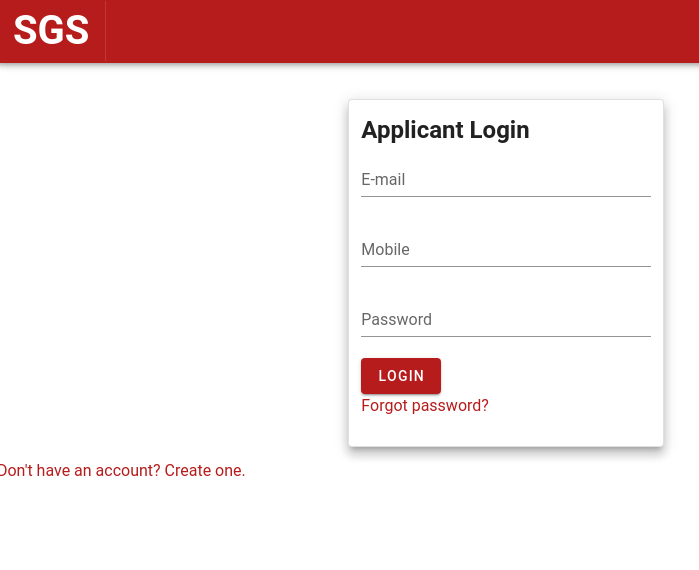 SGS
Applicant Login
E-mail
Mobile
Password
LOGIN
Forgot password?
Don't have an account? Create one.